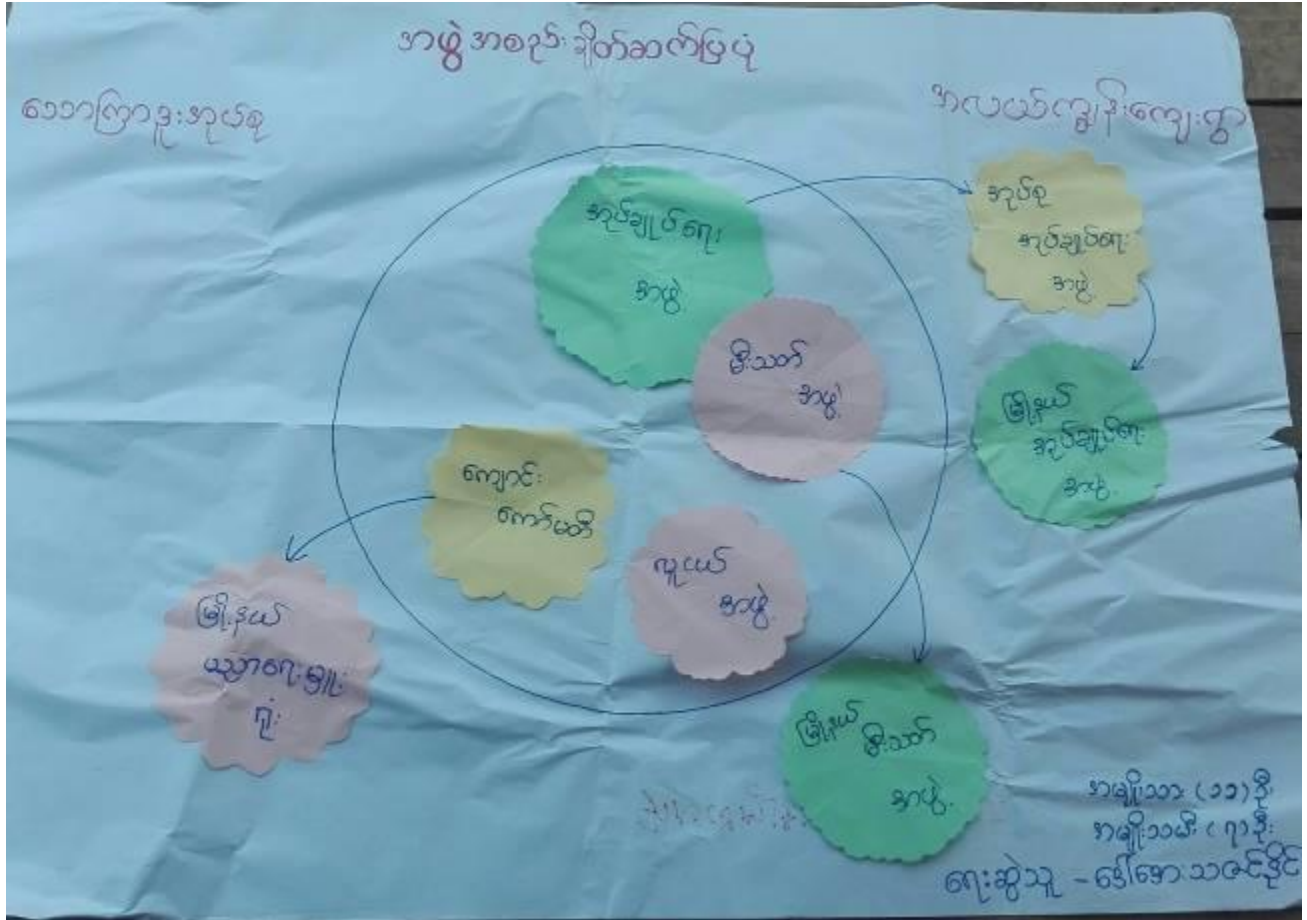 အဖွဲ့အစည်းချိတ်ဆက်ပြပုံ
သောကြာဒူးအုပ်စု
အလယ်ကျွန်းကျေးရွာ
အုပ်ချုပ်ရေး
အဖွဲ့
အုပ်စု
အုပ်ချုပ်ရေး
အဖွဲ့
မီးသတ်
အဖွဲ့
မြို့နယ်
အုပ်ချုပ်ရေး
အဖွဲ့
ကျောင်း
ကော်မတီ
လူငယ်
အဖွဲ့
မြို့နယ်
ပညာရေးမှူး
ရုံး
မြို့နယ် မီးသတ်
အဖွဲ့
အမျိုးသား (၁၁) ဦး
အမျိုးသမီး (၇) ဦး
ရေးဆွဲသူ - ဒေါ်အေးသဇင်ခိုင်